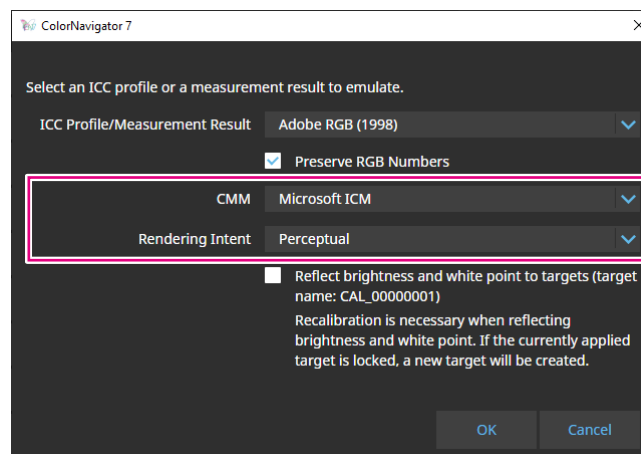 ColorNavigator 7
Select an ICC profile or a measurement result to emulate.
ICC Profile/Measurement Result Adobe RGB (1998)
Preserve RGB Numbers
CMM Microsoft ICM
Rendering Intent Perceptual
Reflect brightness and white point to targets (target
name: CAL_00000001)
Recalibration is necessary when reflecting
brightness and white point. If the currently applied
target is locked, a new target will be created.
OK Cancel